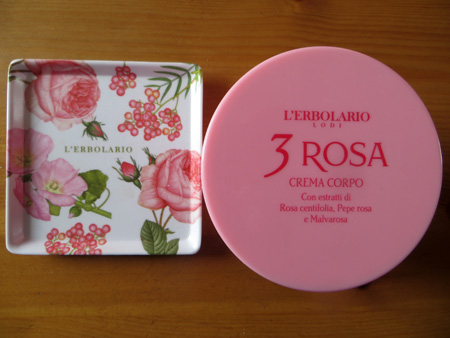 L'ERBOLARIO
L'ERBOLARIO
LODI
3 ROSA
CREMA CORPO
Con estratti di
Rosa centifolia, Pepe rosa
e Malvarosa